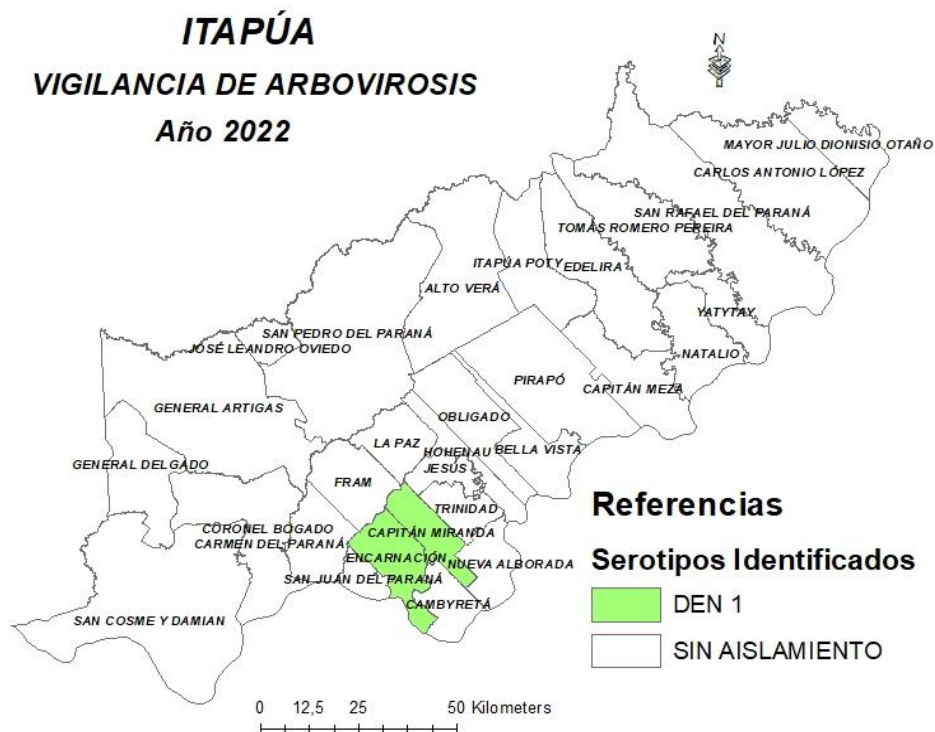 ITAPÚA
VIGILANCIA DE ARBOVIROSIS
Año 2022
N
MAYOR JULIO DIONISIO OTAÑO
CARLOS ANTONIO LÓPEZ
SAN RAFAEL DEL PARANÁ
TOMÁS ROMERO PEREIRA
ITAPÚA POTY
EDELIRA
ALTO VERÁ
YATYTAY
SAN PEDRO DEL PARANÁ
JOSÉ LEANDRO OVIEDO
NATALIO
PIRAPÓ
CAPITÁN MEZA
GENERAL ARTIGAS
OBLIGADO
LA PAZ
HOHENAU
BELLA VISTA
GENERAL DELGADO
JESÚS
FRAM
TRINIDAD
CORONEL BOGADO
CAPITÁN MIRANDA
CARMEN DEL PARANÁ
ENCARNACIÓN
NUEVA ALBORADA
SAN JUAN DEL PARANÁ
CAMBYRETÁ
SAN COSME Y DAMIAN
Referencias
Serotipos Identificados
DEN 1
SIN AISLAMIENTO
0 12,5 25 50 Kilometers